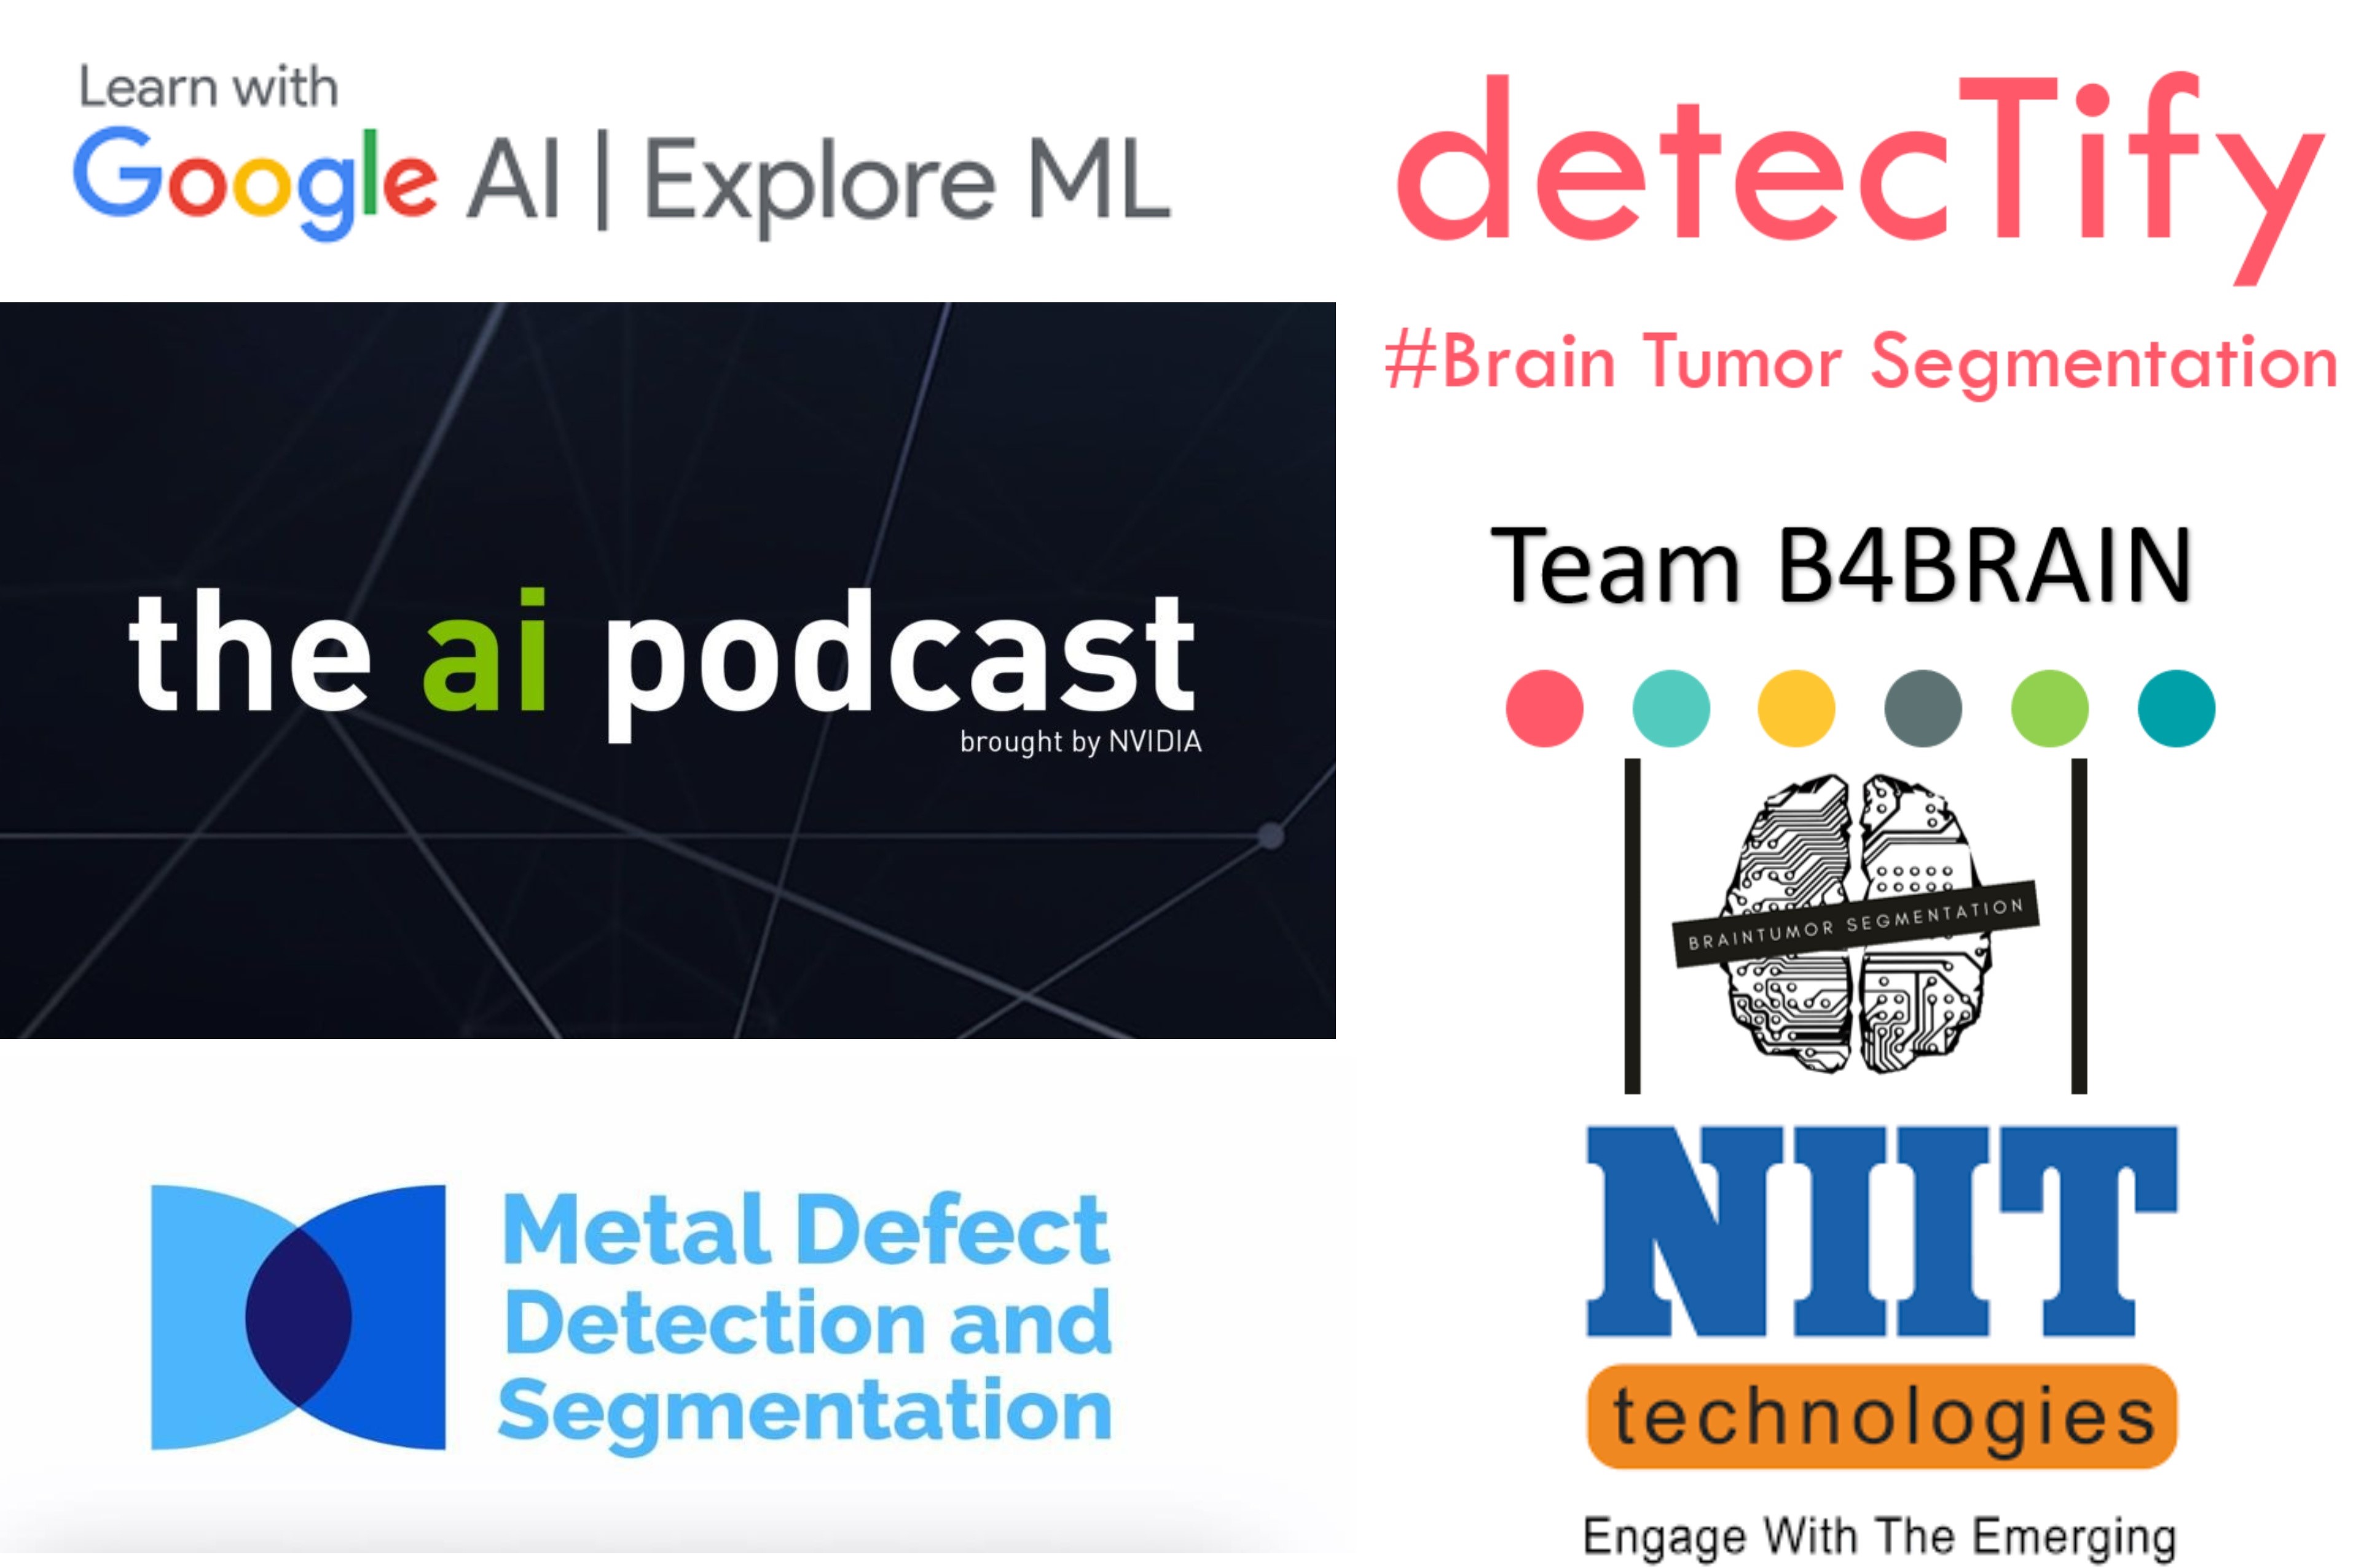 Learn with
Google AI | Explore ML
the ai podcast
brought by NVIDIA
Metal Defect
Detection and
Segmentation
detecTify
#Brain Tumor Segmentation
Team B4BRAIN
BRAINTUMOR SEGMENTATION
NIIT
technologies
Engage With The Emerging